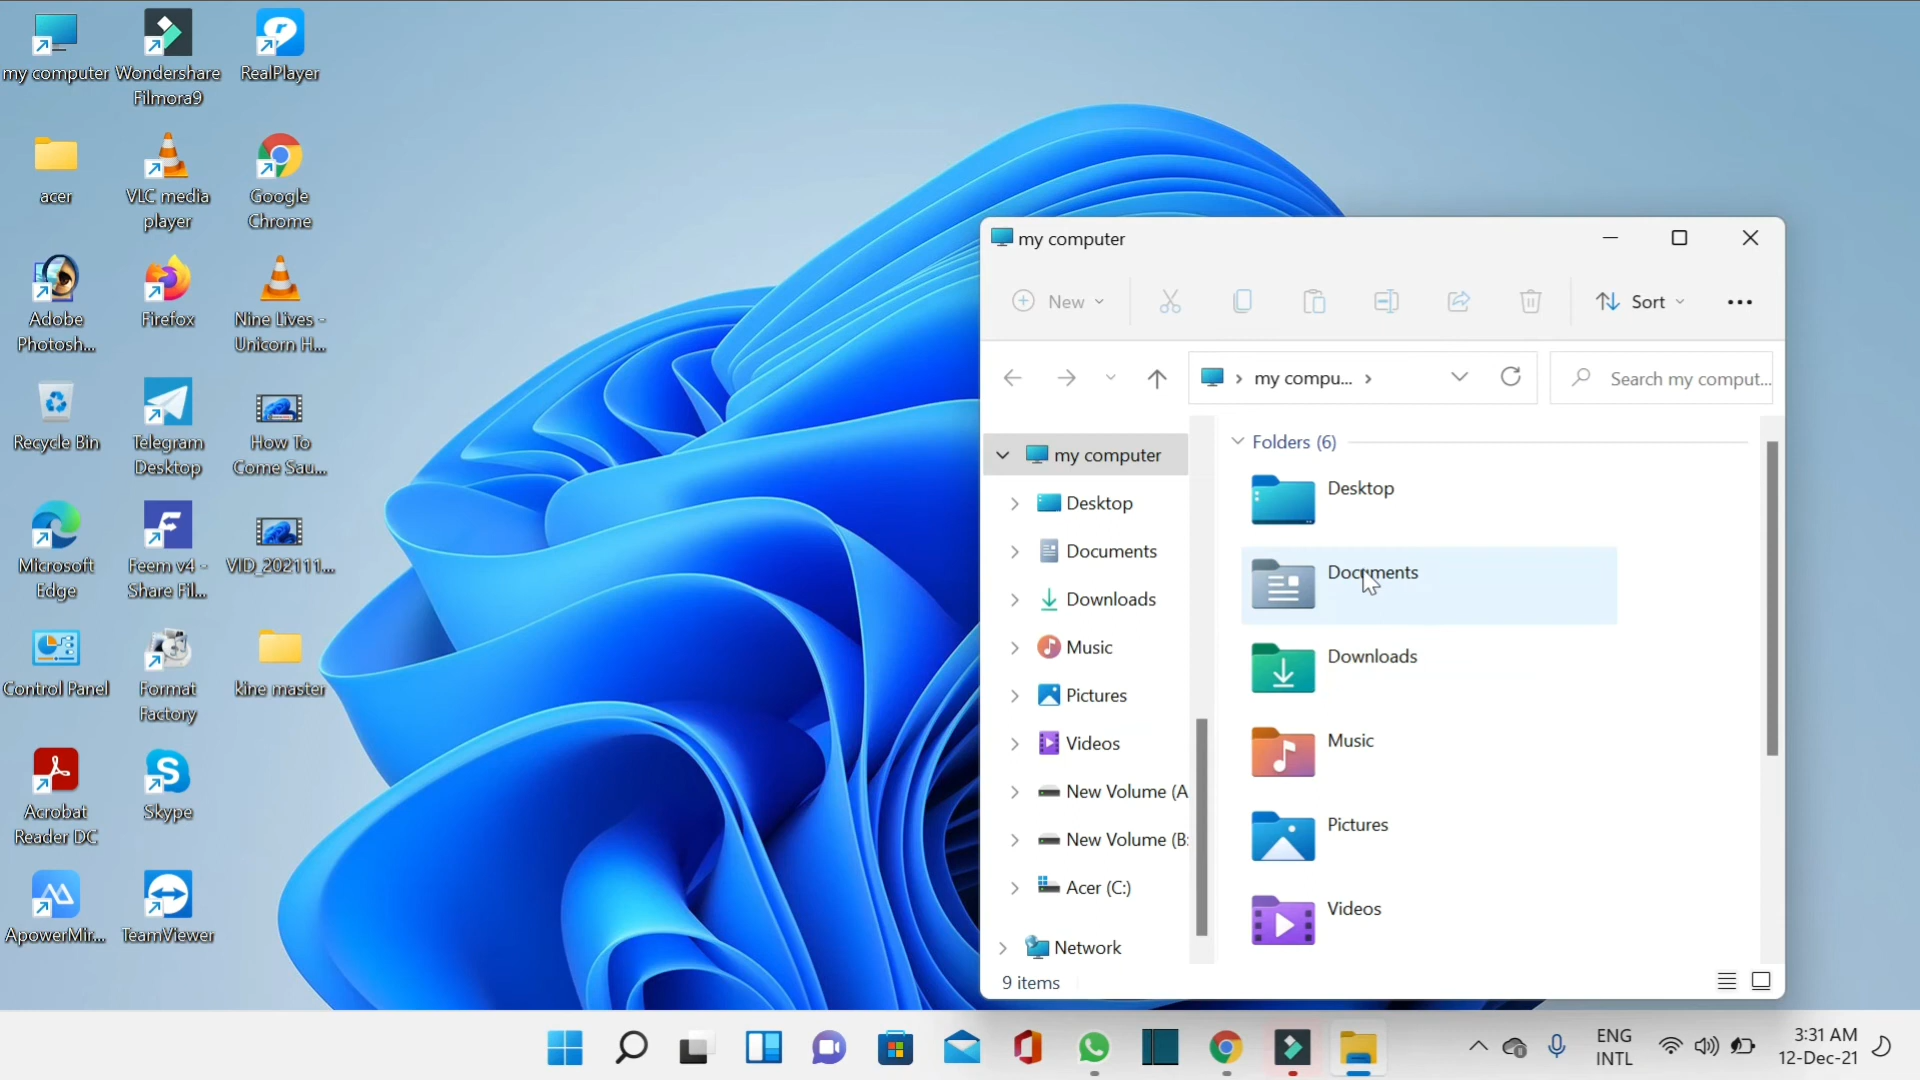 my computer
Wondershare
Filmora9
RealPlayer
acer
VLC media
player
Google
Chrome
Adobe
Photosh...
Firefox
Nine Lives -
Unicorn H...
Recycle Bin
Telegram
Desktop
How To
Come Sau...
Microsoft
Edge
Feem v4 -
Share Fil...
VID_202111...
Control Panel
Format
Factory
kine master
Acrobat
Reader DC
Skype
ApowerMir...
TeamViewer
my computer
New
Sort
my compu...
Search my comput...
my computer
Desktop
Documents
Downloads
Music
Pictures
Videos
New Volume (A
New Volume (B:
Acer (C:)
Network
Folders (6)
Desktop
Documents
Downloads
Music
Pictures
Videos
9 items
ENG
INTL
3:31 AM
12-Dec-21